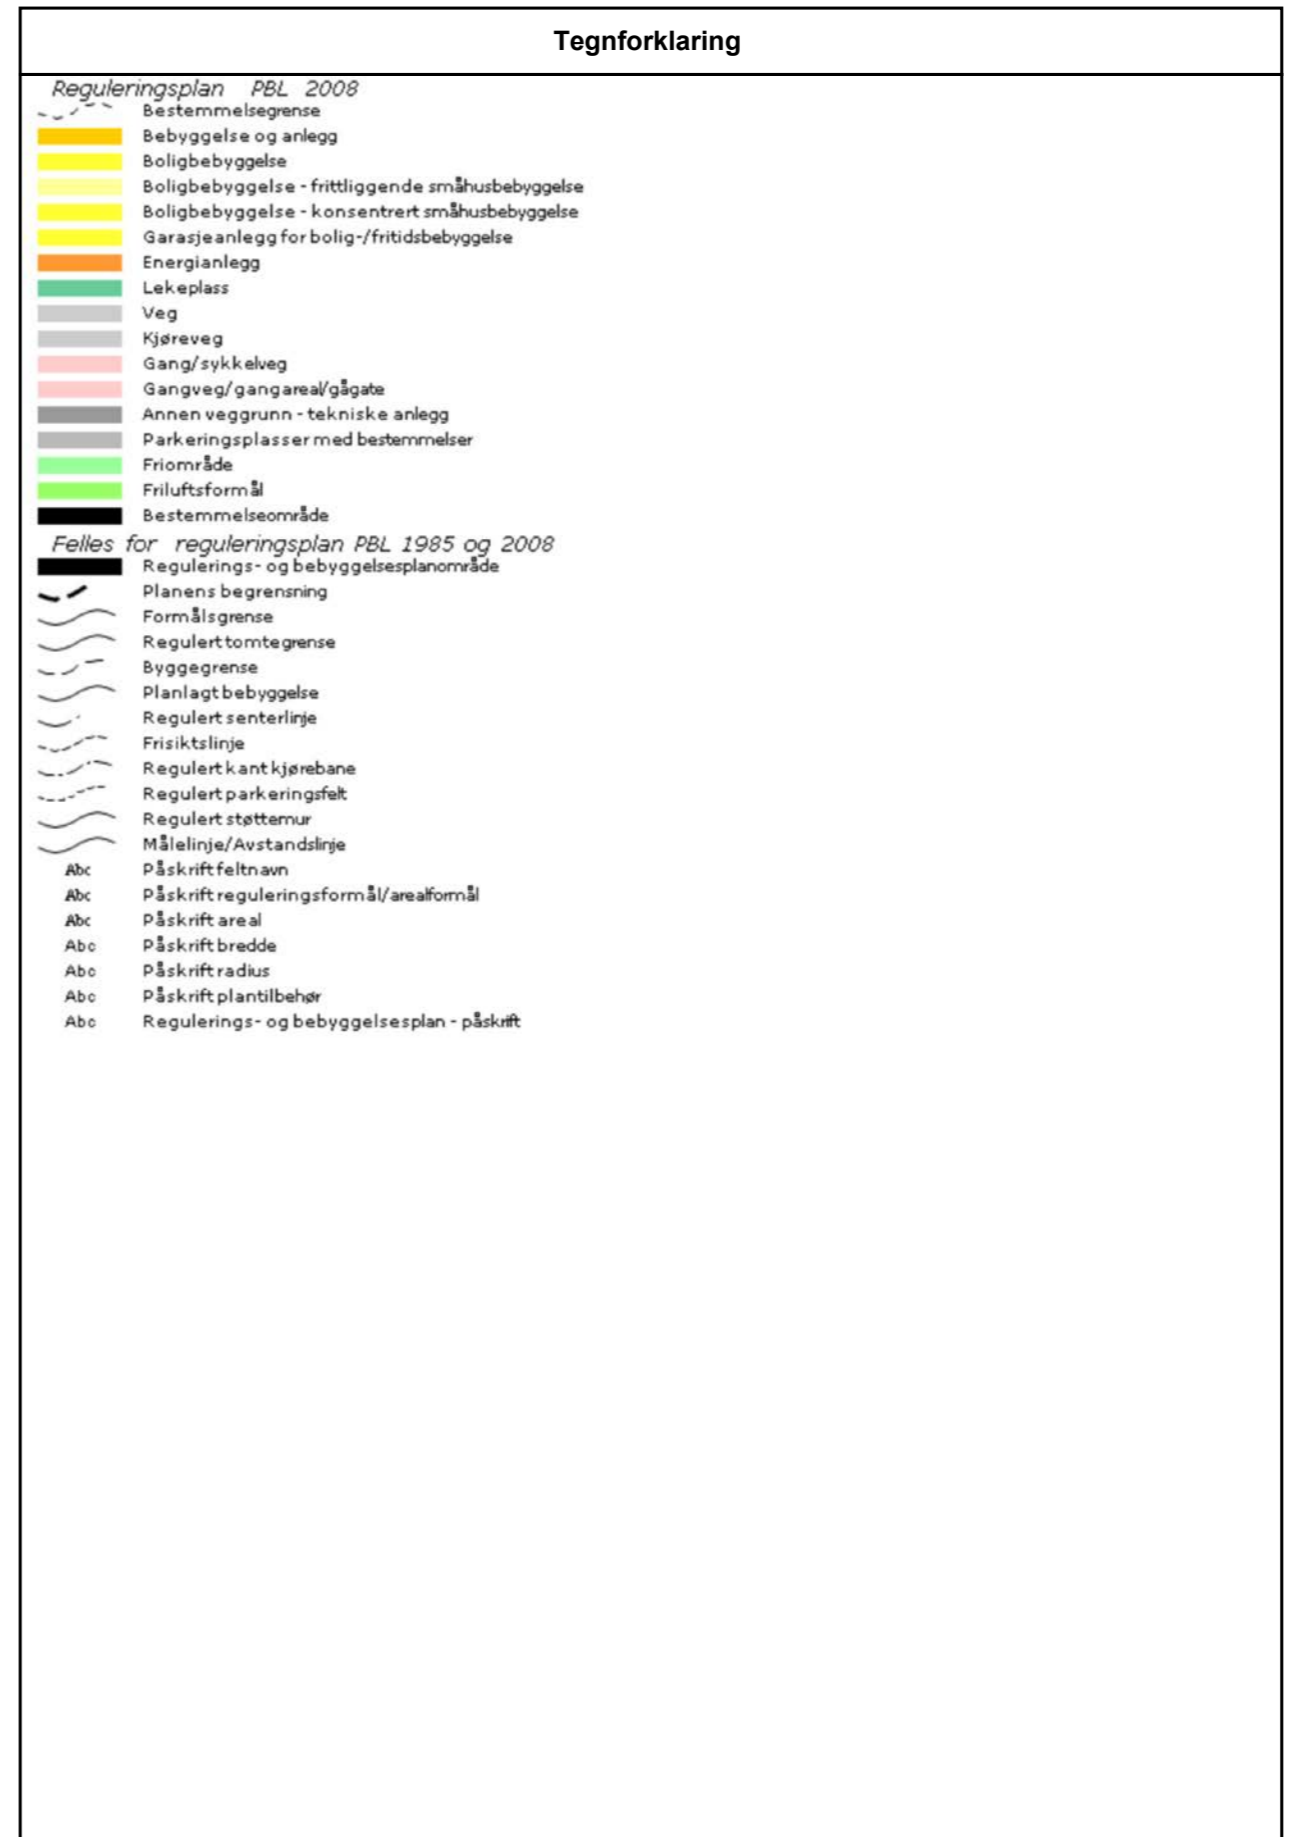 Tegnforklaring
Reguleringsplan PBL 2008
Bestemmelsegrense
Bebyggelse og anlegg
Boligbebyggelse
Boligbebyggelse - frittliggende småhusbebyggelse
Boligbebyggelse - konsentrert småhusbebyggelse
Garasjeanlegg for bolig-/fritidsbebyggelse
Energianlegg
Lekeplass
Veg
Kjøreveg
Gang/sykkelveg
Gangveg/gangareal/gågate
Annen veggrunn - tekniske anlegg
Parkeringsplasser med bestemmelser
Friområde
Friluftsformål
Bestemmelseområde
Felles for reguleringsplan PBL 1985 og 2008
Regulerings- og bebyggelsesplanområde
Planens begrensning
Formålsgrense
Regulert tomtegrense
Byggegrense
Planlagt bebyggelse
Regulert senterlinje
Frisiktslinje
Regulert kant kjørebane
Regulert parkeringsfelt
Regulert støttemur
Målelinje/Avstandslinje
Abc Påskrift feltnavn
Abc Påskrift reguleringsformål/arealformål
Abc Påskrift areal
Abc Påskrift bredde
Abc Påskrift radius
Abc Påskrift plantilbehør
Abc Regulerings- og bebyggelsesplan - påskrift